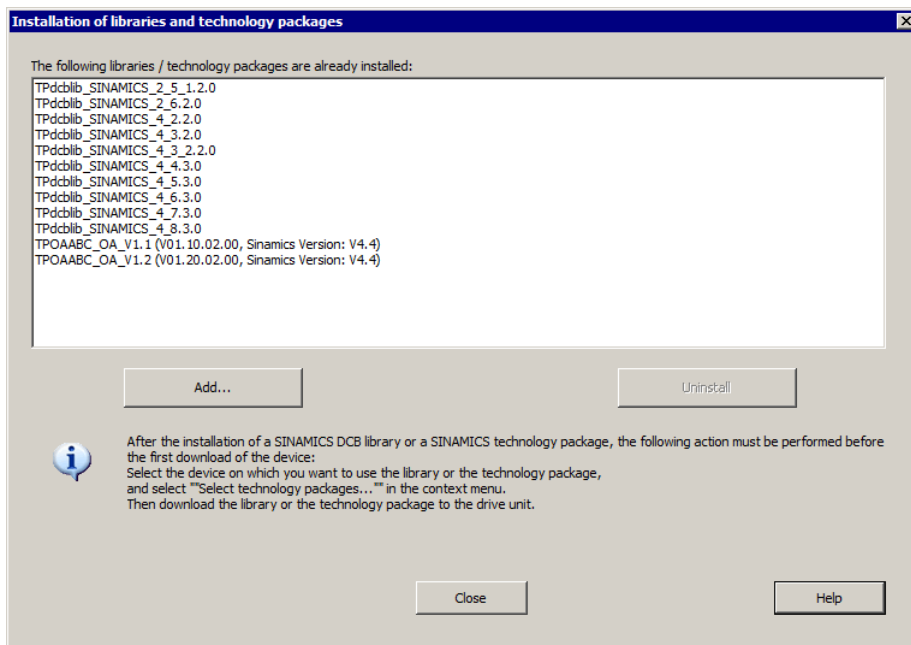 Installation of libraries and technology packages
The following libraries / technology packages are already installed:
TPdcblib_SINAMICS_2_5_1.2.0
TPdcblib_SINAMICS_2_6.2.0
TPdcblib_SINAMICS_4_2.2.0
TPdcblib_SINAMICS_4_3.2.0
TPdcblib_SINAMICS_4_3_2.2.0
TPdcblib_SINAMICS_4_4.3.0
TPdcblib_SINAMICS_4_5.3.0
TPdcblib_SINAMICS_4_6.3.0
TPdcblib_SINAMICS_4_7.3.0
TPdcblib_SINAMICS_4_8.3.0
TPOAABC_OA_V1.1 (V01.10.02.00, Sinamics Version: V4.4)
TPOAABC_OA_V1.2 (V01.20.02.00, Sinamics Version: V4.4)
Add... Uninstall
After the installation of a SINAMICS DCB library or a SINAMICS technology package, the following action must be performed before
the first download of the device:
Select the device on which you want to use the library or the technology package,
and select ""Select technology packages..."" in the context menu.
Then download the library or the technology package to the drive unit.
Close Help